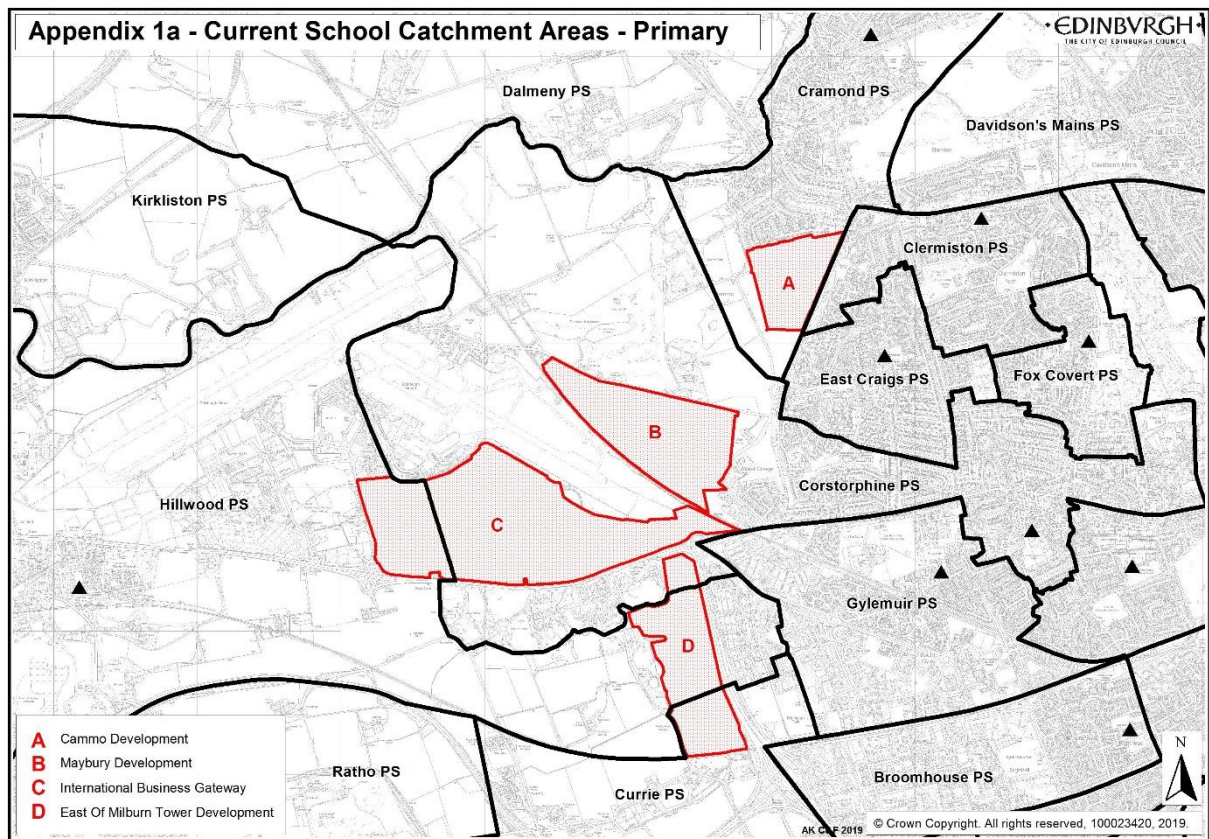 Appendix 1a - Current School Catchment Areas - Primary
·EDINBVRGH·
THE CITY OF EDINBURGH COUNCIL
Dalmeny PS
Cramond PS
Davidson's Mains PS
Kirkliston PS
Clermiston PS
A
East Craigs PS
Fox Covert PS
B
Corstorphine PS
Hillwood PS
C
Gylemuir PS
D
A Cammo Development
B Maybury Development
C International Business Gateway
D East Of Milburn Tower Development
Ratho PS
Currie PS
Broomhouse PS
N
© Crown Copyright. All rights reserved, 100023420, 2019.